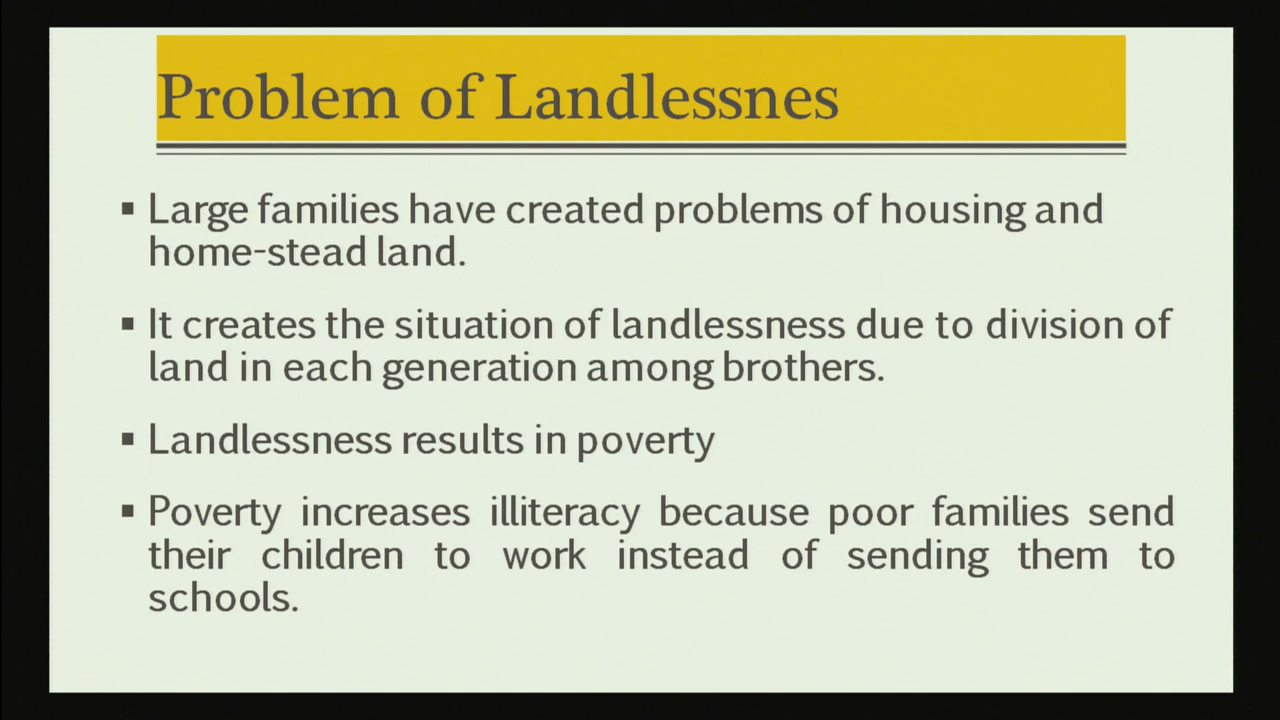 Problem of Landlessnes
▪ Large families have created problems of housing and
home-stead land.
▪ It creates the situation of landlessness due to division of
land in each generation among brothers.
▪ Landlessness results in poverty
▪ Poverty increases illiteracy because poor families send
their children to work instead of sending them to
schools.